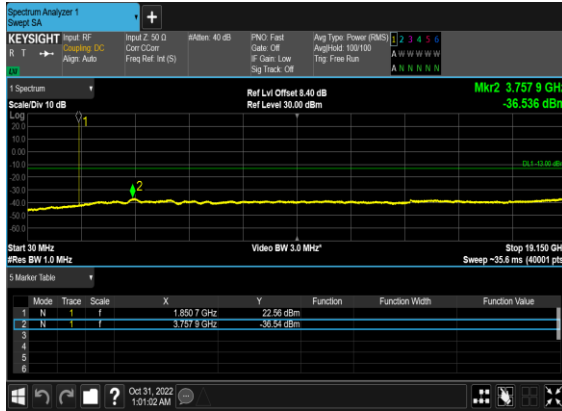 Spectrum Analyzer 1
Swept SA
+
KEYSIGHT Input: RF Input Z: 50 Ω #Atten: 40 dB PNO: Fast Avg Type: Power (RMS) 1 2 3 4 5 6
R T Coupling: DC Corr CCorr Gate: Off Avg|Hold: 100/100 A W W W W W
Align: Auto Freq Ref: Int (S) IF Gain: Low Trig: Free Run
Sig Track: Off A N N N N N
1 Spectrum Ref Lvl Offset 8.40 dB Mkr2 3.757 9 GHz
Scale/Div 10 dB Ref Level 30.00 dBm -36.536 dBm
Log
20.0 1
10.0
0.00
-10.0 DL1 -13.00 dBm
-20.0
-30.0 2
-40.0
-50.0
-60.0
Start 30 MHz Video BW 3.0 MHz* Stop 19.150 GHz
#Res BW 1.0 MHz Sweep ~35.6 ms (40001 pts)
5 Marker Table
Mode Trace Scale X Y Function Function Width Function Value
1 N 1 f 1.850 7 GHz 22.56 dBm
2 N 1 f 3.757 9 GHz -36.54 dBm
3
4
5
6
? Oct 31, 2022
1:01:02 AM